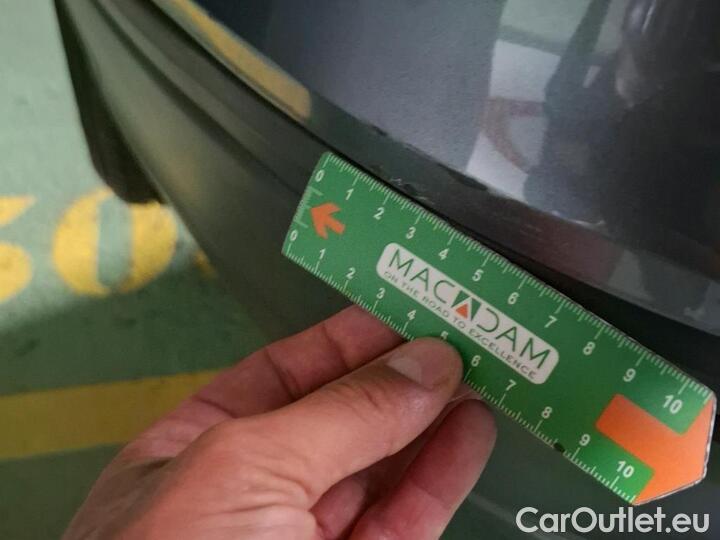 0 1 2 3 4 5 6 7 8 9 10
MACADAM
ON THE ROAD TO EXCELLENCE
0 1 2 3 4 5 6 7 8 9 10
CarOutlet.eu